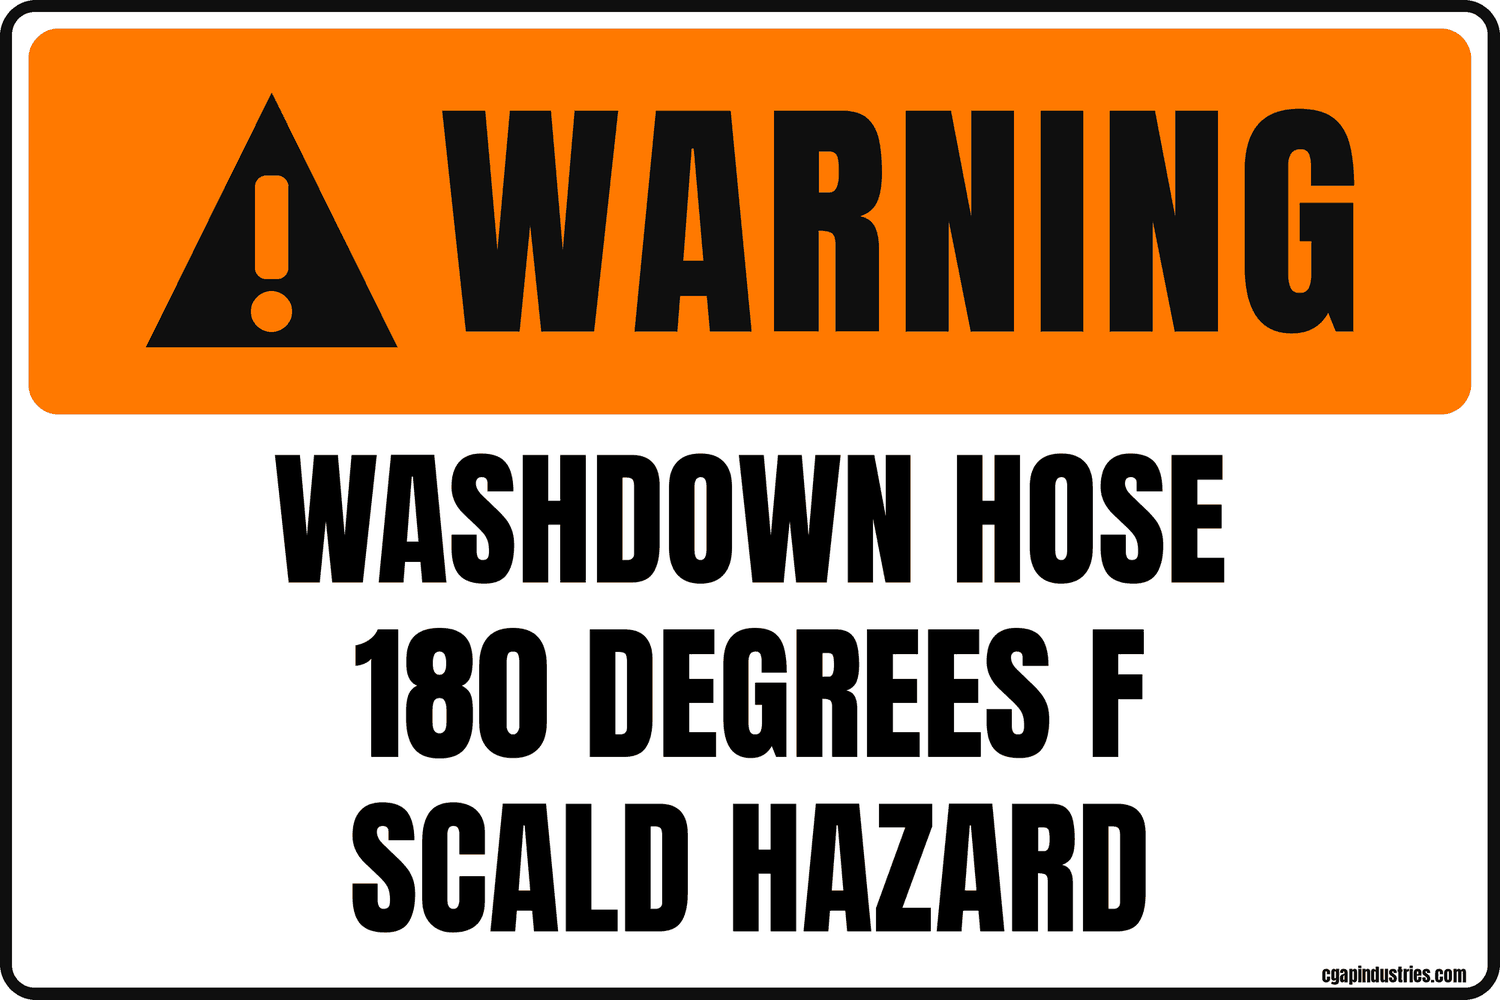 WARNING
WASHDOWN HOSE
180 DEGREES F
SCALD HAZARD
cgapindustries.com